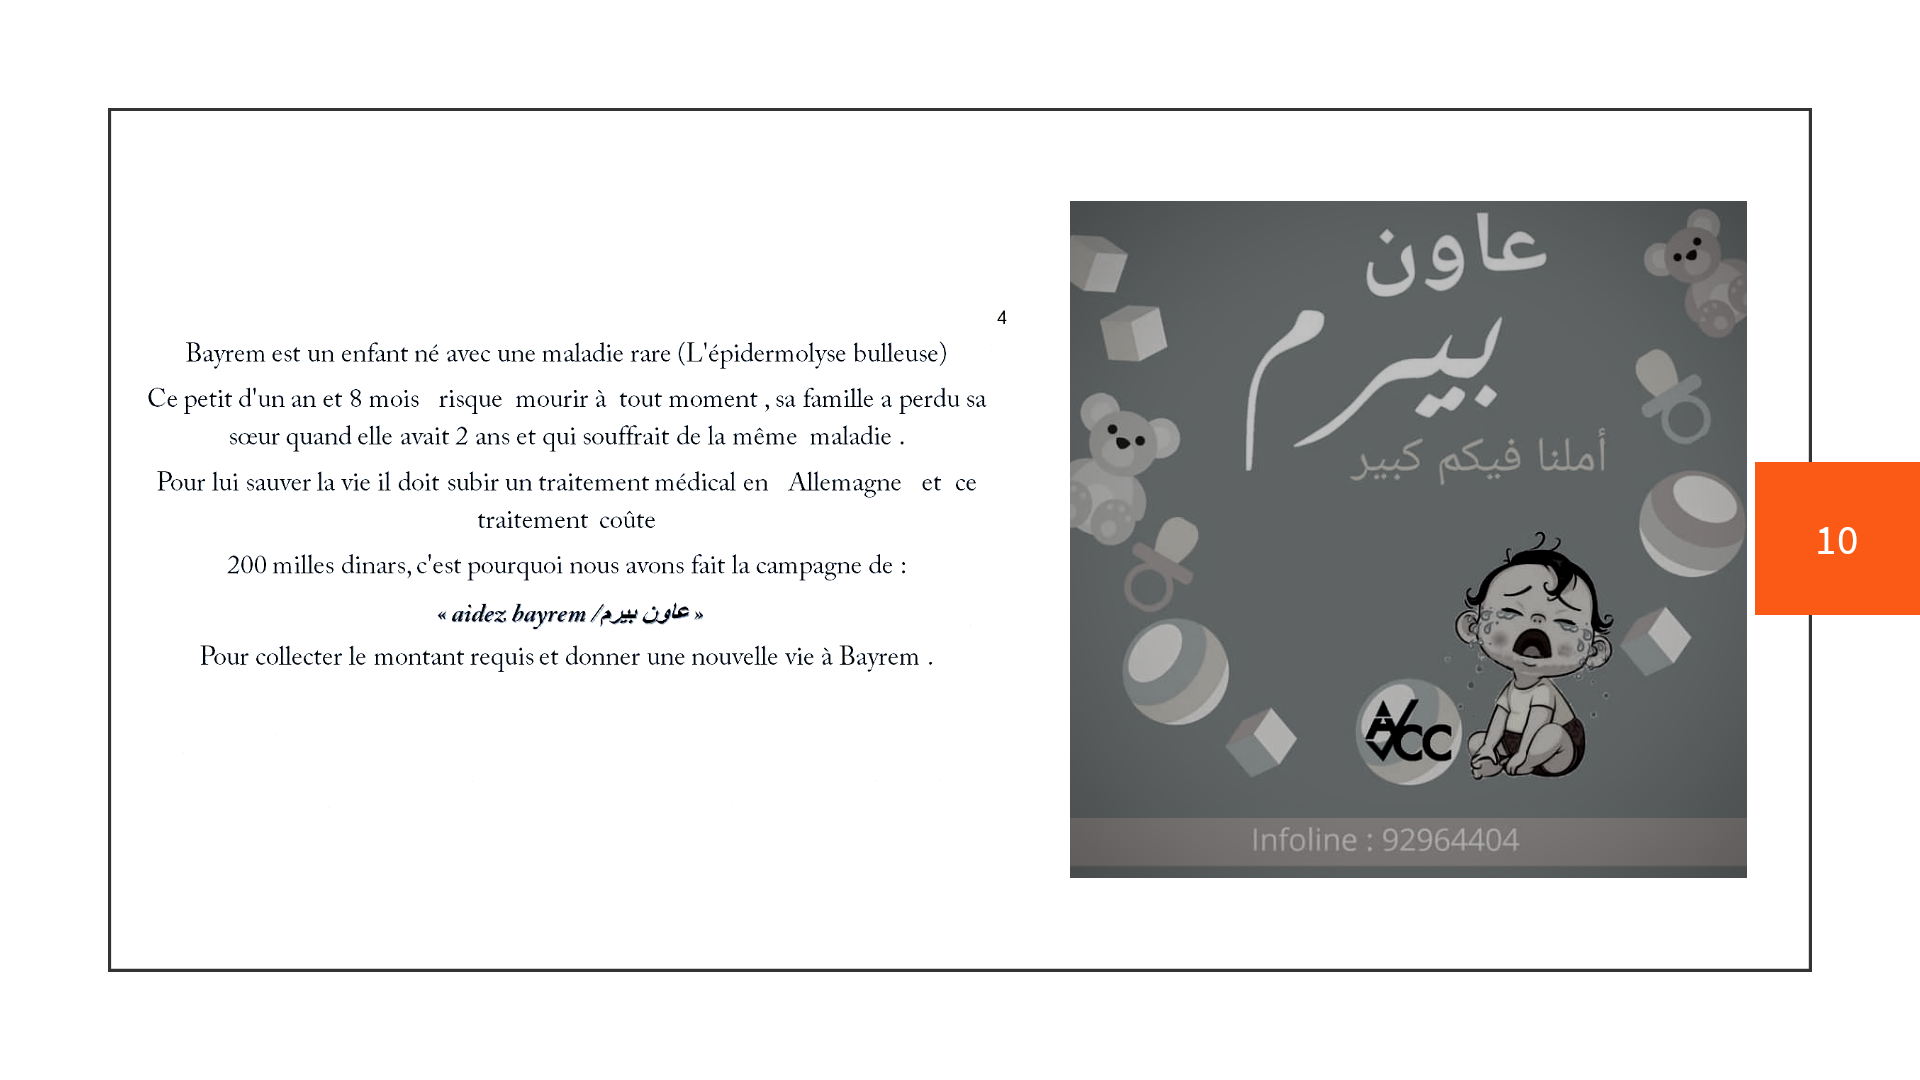 4
Bayrem est un enfant né avec une maladie rare (L'épidermolyse bulleuse)
Ce petit d'un an et 8 mois risque mourir à tout moment , sa famille a perdu sa
sœur quand elle avait 2 ans et qui souffrait de la même maladie .
Pour lui sauver la vie il doit subir un traitement médical en Allemagne et ce
traitement coûte
200 milles dinars, c'est pourquoi nous avons fait la campagne de :
« aidez bayrem /عاون بيرم »
Pour collecter le montant requis et donner une nouvelle vie à Bayrem .
عاون
بيرم
أملنا فيكم كبير
AVCC
Infoline : 92964404
10